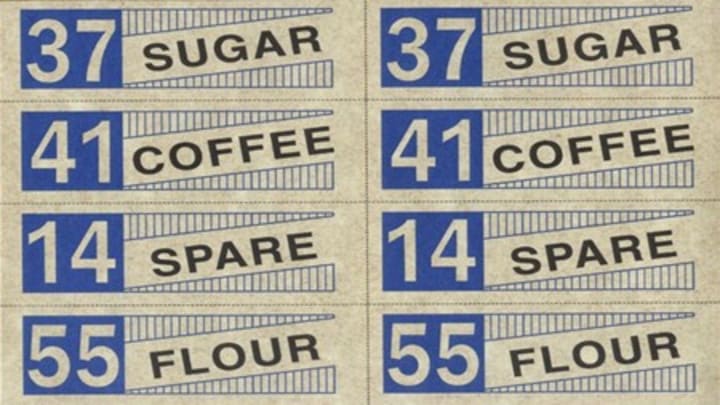 37 SUGAR 37 SUGAR
41 COFFEE 41 COFFEE
14 SPARE 14 SPARE
55 FLOUR 55 FLOUR